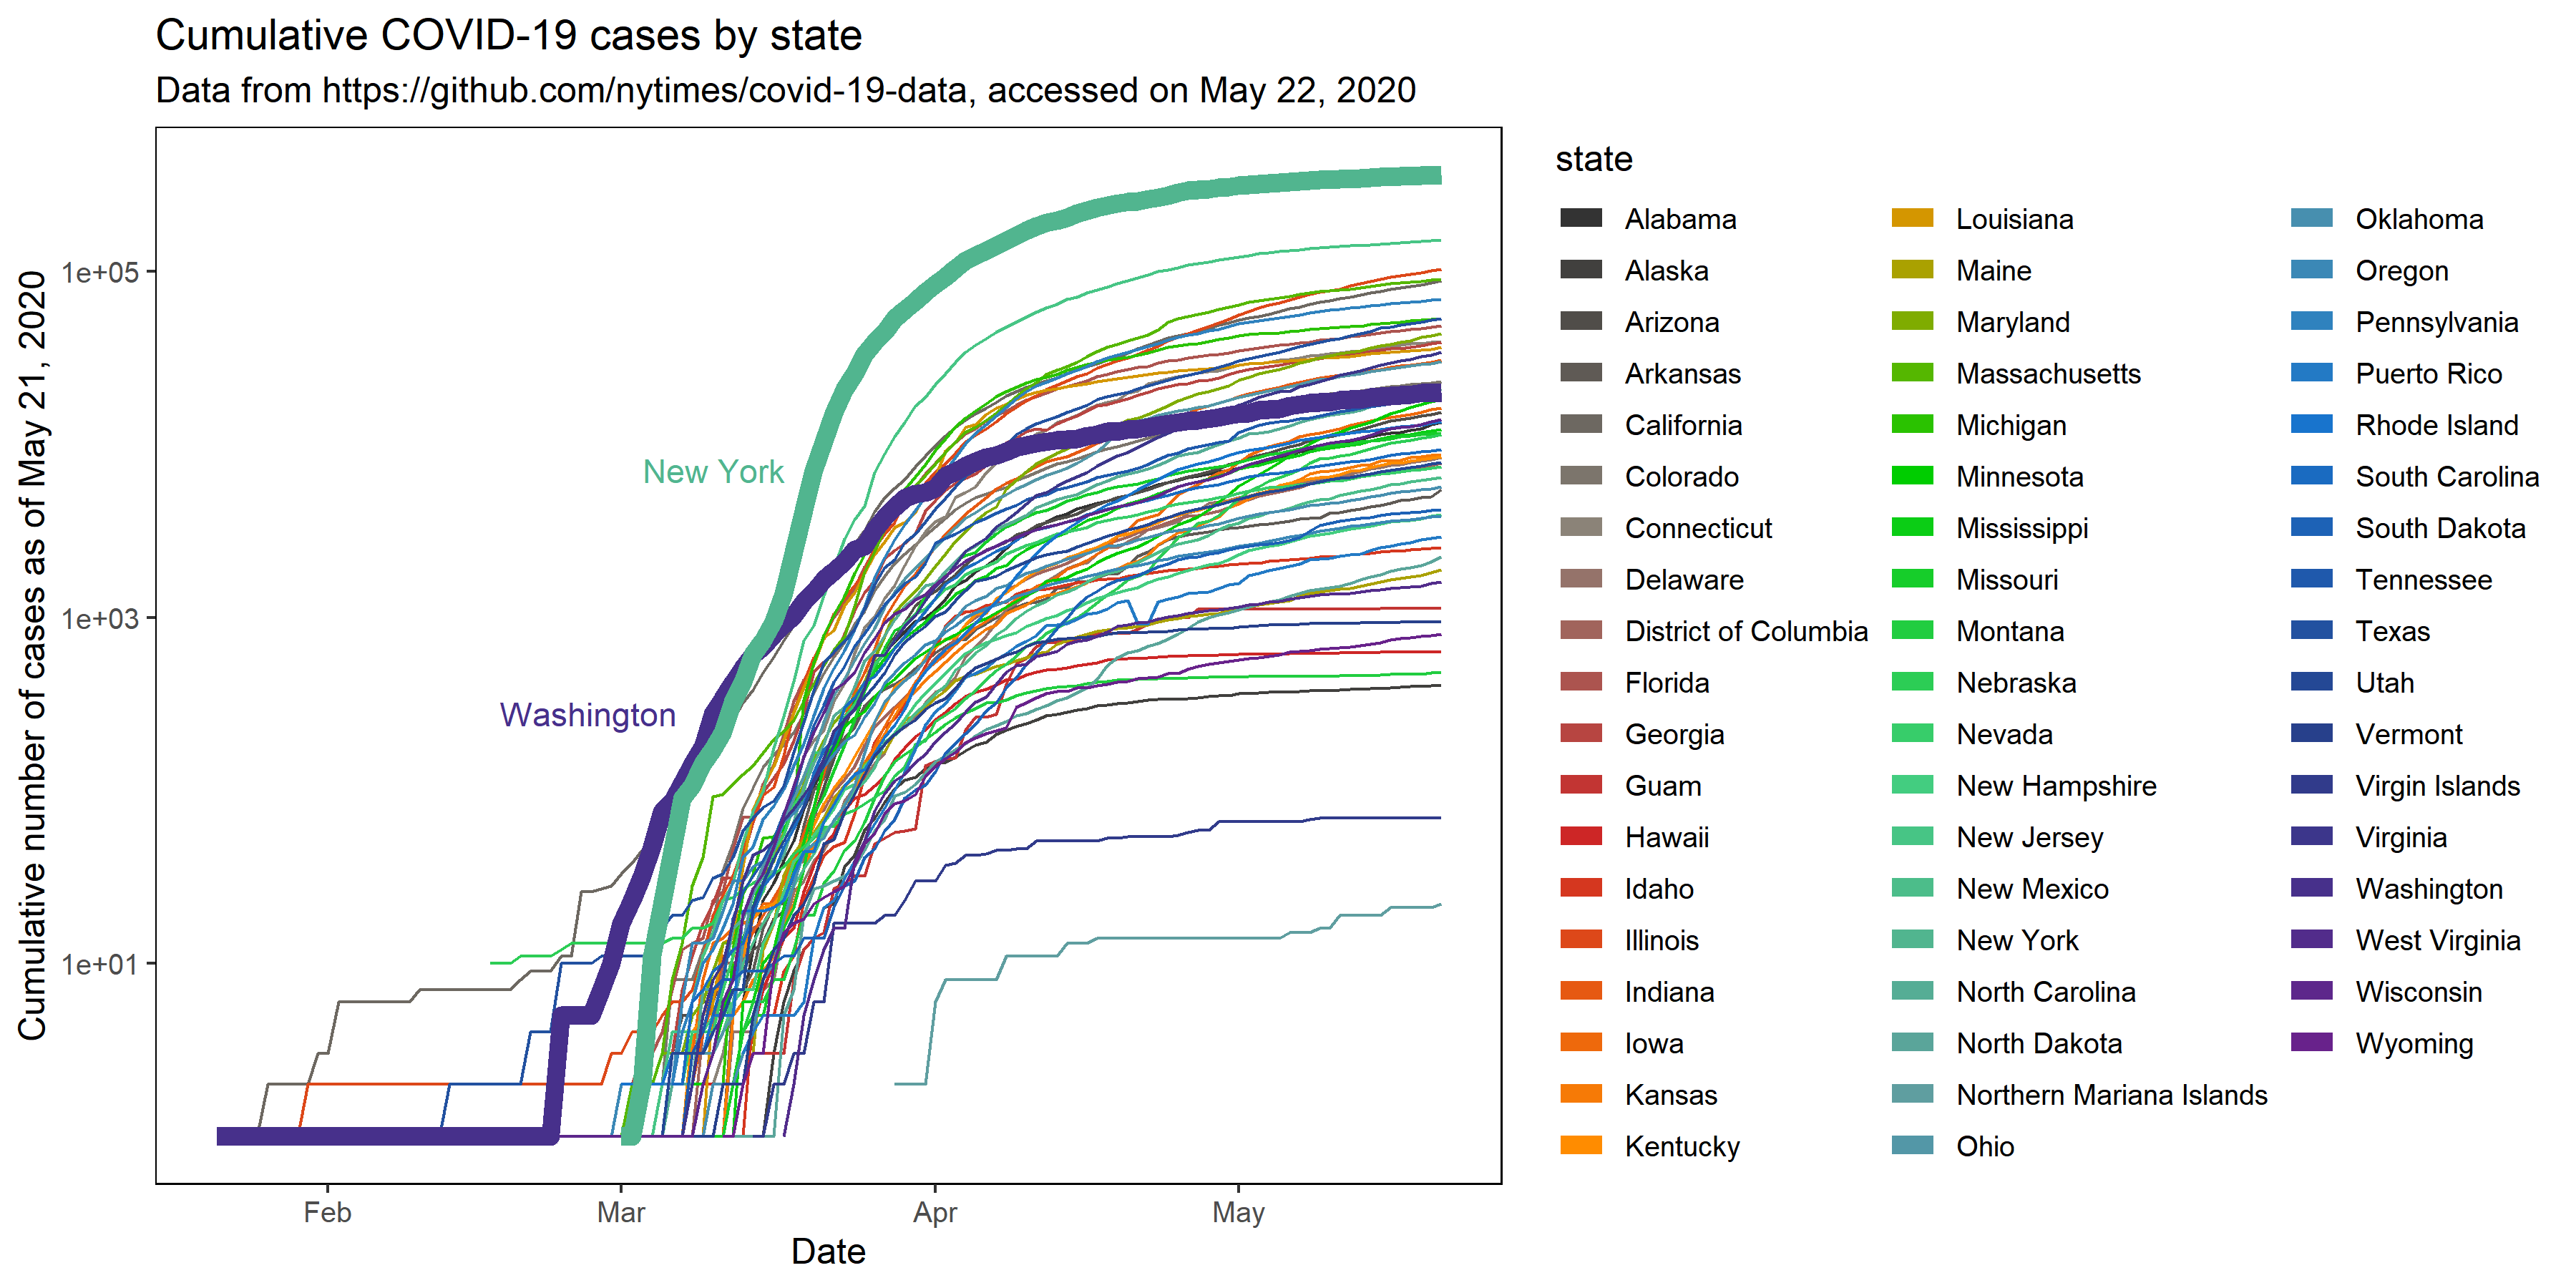 Cumulative COVID-19 cases by state
Data from https://github.com/nytimes/covid-19-data, accessed on May 22, 2020
Cumulative number of cases as of May 21, 2020
1e+05
1e+03
1e+01
New York
Washington
Feb
Mar
Apr
May
Date
state
Alabama
Alaska
Arizona
Arkansas
California
Colorado
Connecticut
Delaware
District of Columbia
Florida
Georgia
Guam
Hawaii
Idaho
Illinois
Indiana
Iowa
Kansas
Kentucky
Louisiana
Maine
Maryland
Massachusetts
Michigan
Minnesota
Mississippi
Missouri
Montana
Nebraska
Nevada
New Hampshire
New Jersey
New Mexico
New York
North Carolina
North Dakota
Northern Mariana Islands
Ohio
Oklahoma
Oregon
Pennsylvania
Puerto Rico
Rhode Island
South Carolina
South Dakota
Tennessee
Texas
Utah
Vermont
Virgin Islands
Virginia
Washington
West Virginia
Wisconsin
Wyoming